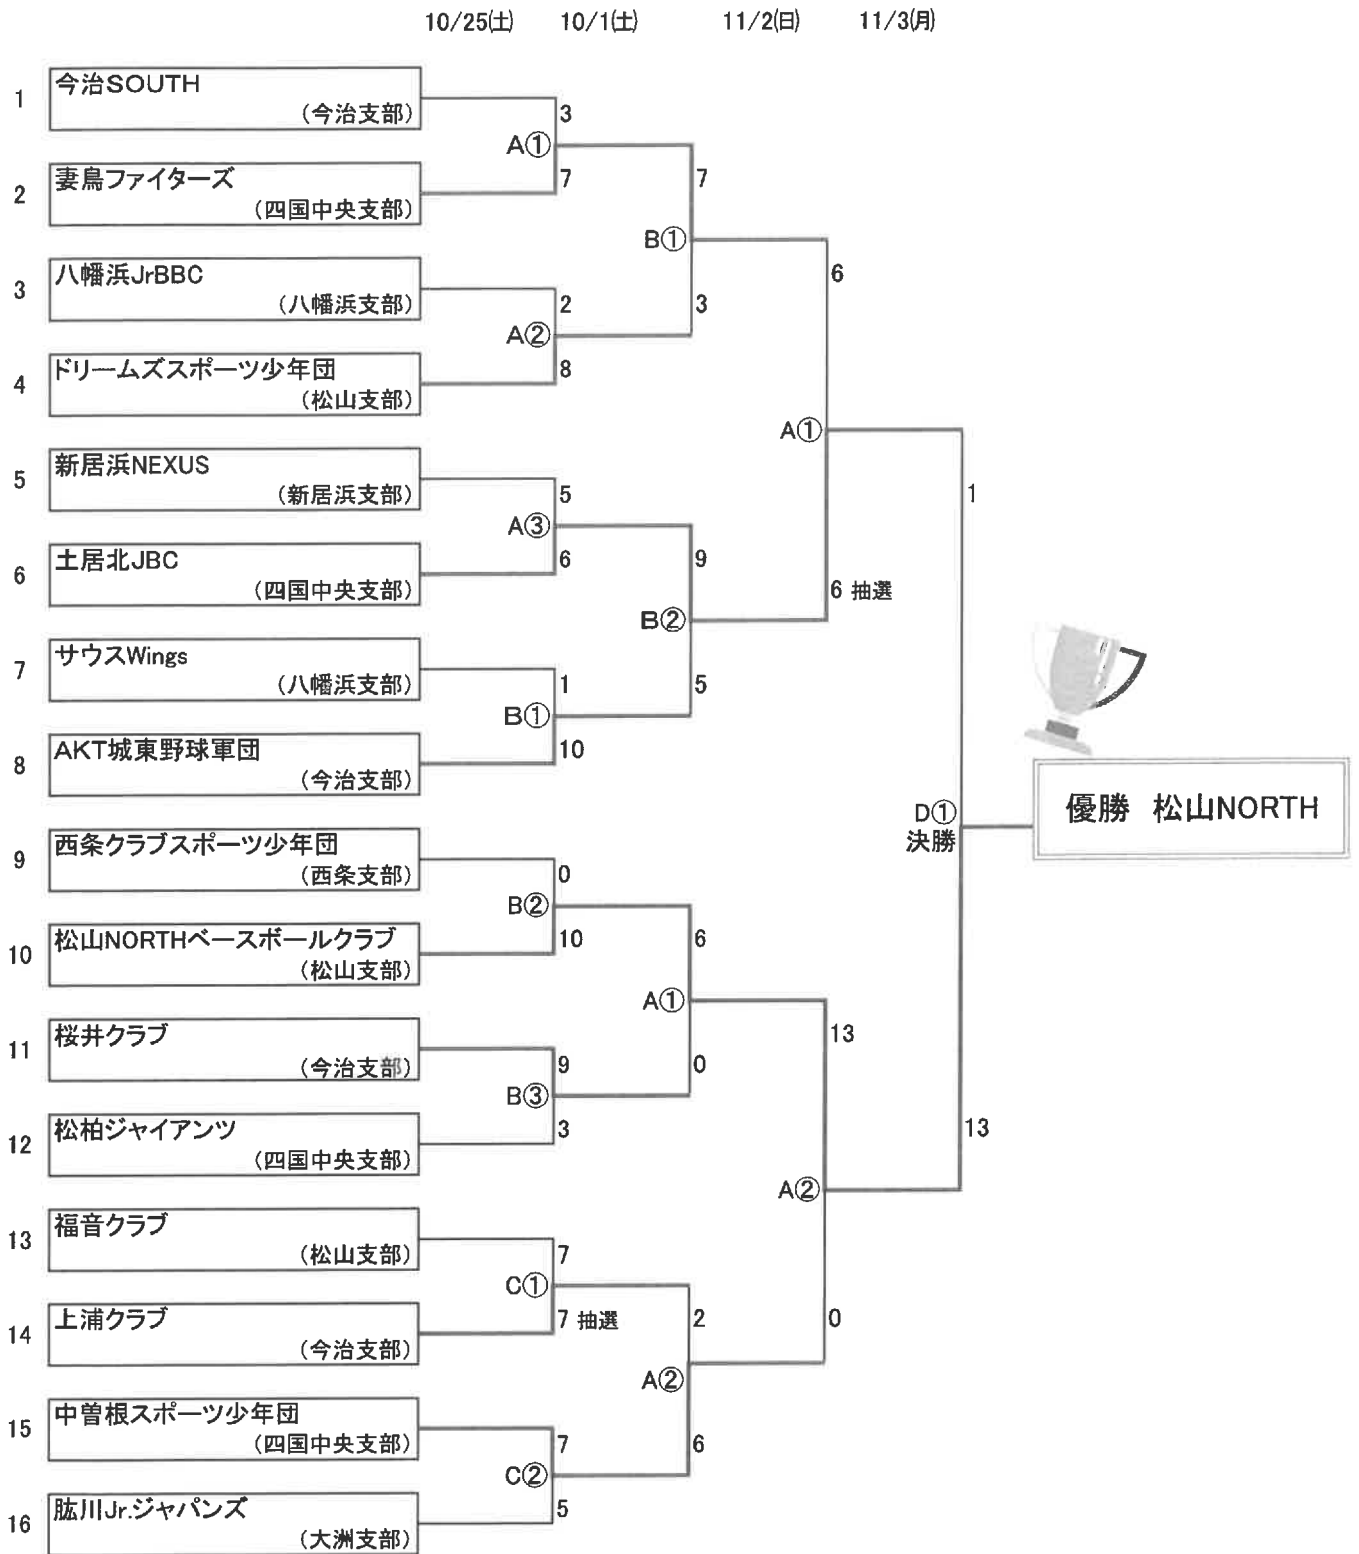 10/25(土) 10/1(土) 11/2(日) 11/3(月)
1 今治SOUTH
(今治支部)
3
A①
2 妻鳥ファイターズ
(四国中央支部)
7
7
B①
3 八幡浜JrBBC
(八幡浜支部)
2
3
6
A②
4 ドリームズスポーツ少年団
(松山支部)
8
A①
5 新居浜NEXUS
(新居浜支部)
5
1
A③
6 土居北JBC
(四国中央支部)
6
9
6 抽選
B②
7 サウスWings
(八幡浜支部)
1
5
B①
8 AKT城東野球軍団
(今治支部)
10
D①
決勝
優勝 松山NORTH
9 西条クラブスポーツ少年団
(西条支部)
0
B②
10 松山NORTHベースボールクラブ
(松山支部)
10
6
A①
11 桜井クラブ
(今治支部)
9
0
13
B③
12 松柏ジャイアンツ
(四国中央支部)
3
13
A②
13 福音クラブ
(松山支部)
7
C①
14 上浦クラブ
(今治支部)
7 抽選
2
0
A②
15 中曽根スポーツ少年団
(四国中央支部)
7
6
C②
16 肱川Jr.ジャパンズ
(大洲支部)
5